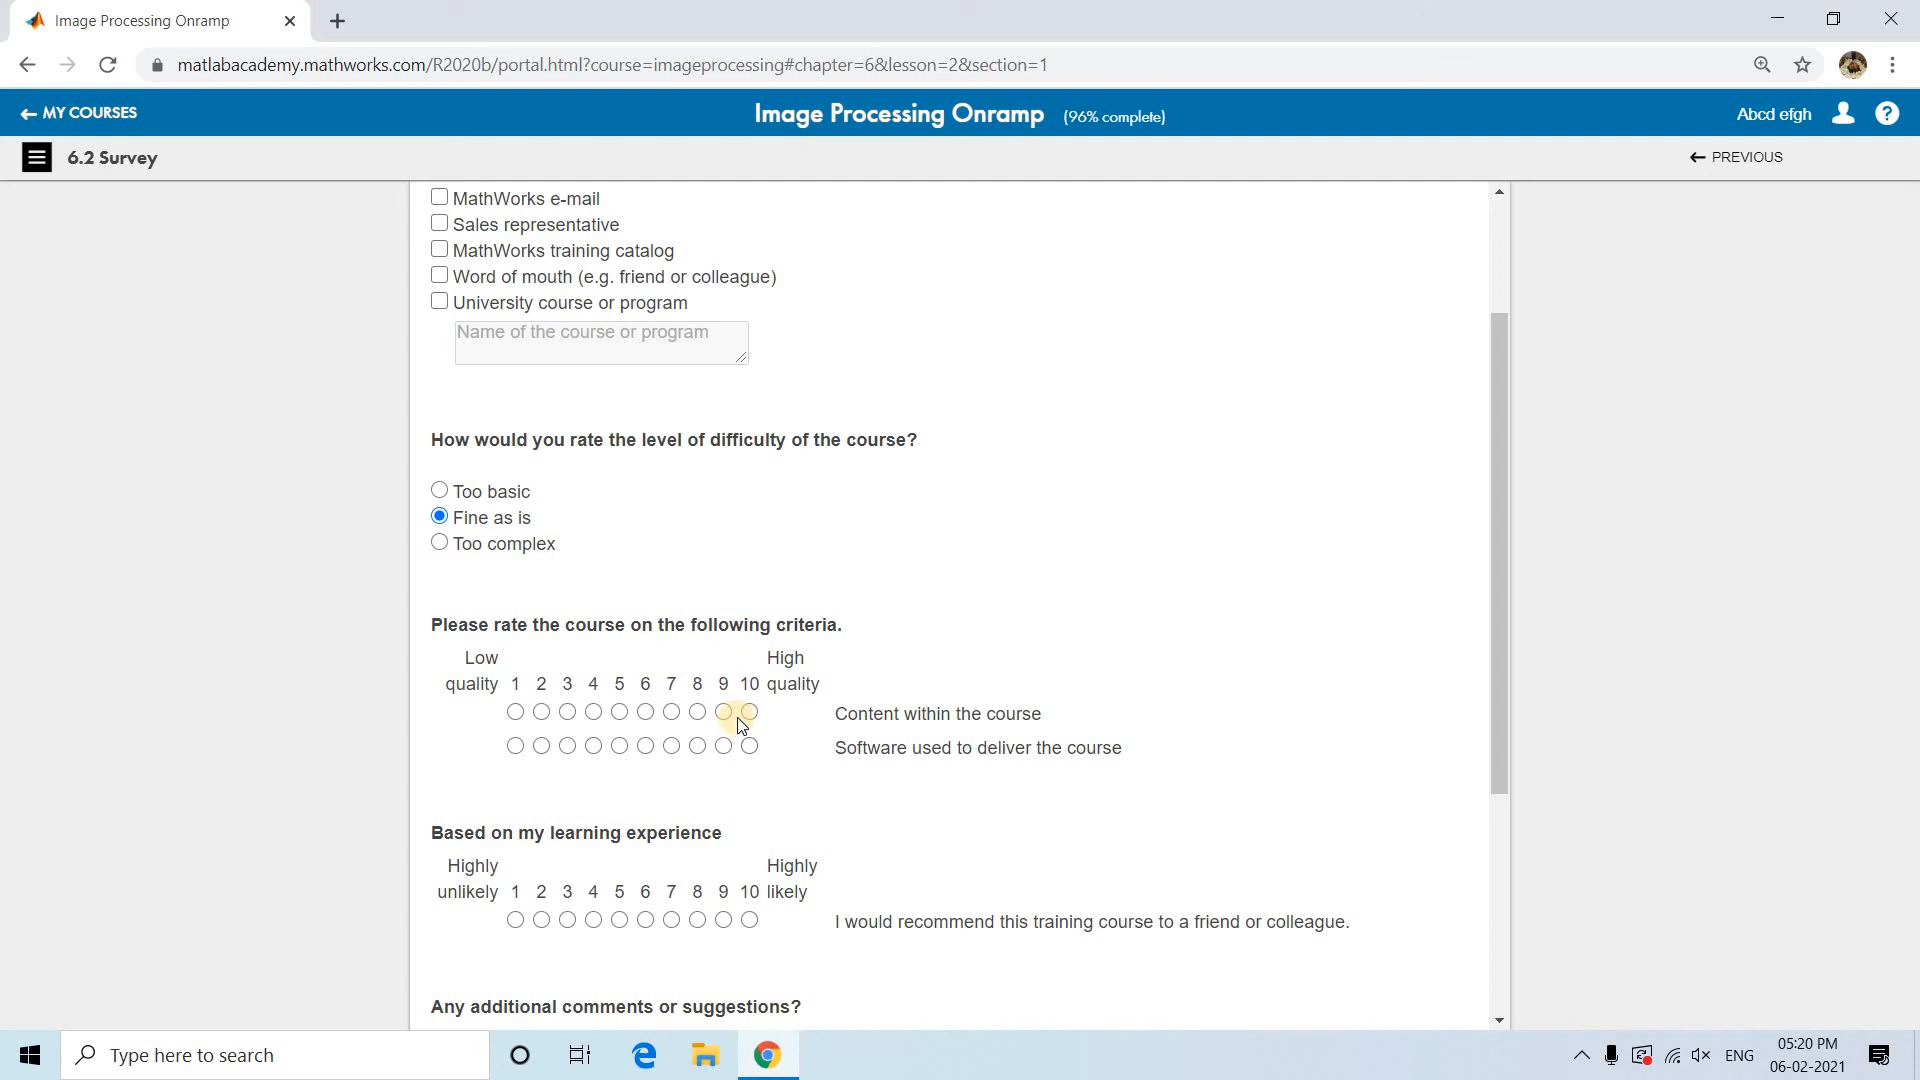 Image Processing Onramp
matlabacademy.mathworks.com/R2020b/portal.html?course=imageprocessing#chapter=6&lesson=2&section=1
MY COURSES
Image Processing Onramp (96% complete)
Abcd efgh
6.2 Survey
PREVIOUS
MathWorks e-mail
Sales representative
MathWorks training catalog
Word of mouth (e.g. friend or colleague)
University course or program
Name of the course or program
How would you rate the level of difficulty of the course?
Too basic
Fine as is
Too complex
Please rate the course on the following criteria.
Low High
quality 1 2 3 4 5 6 7 8 9 10 quality
Content within the course
Software used to deliver the course
Based on my learning experience
Highly Highly
unlikely 1 2 3 4 5 6 7 8 9 10 likely
I would recommend this training course to a friend or colleague.
Any additional comments or suggestions?
Type here to search
ENG
05:20 PM
06-02-2021